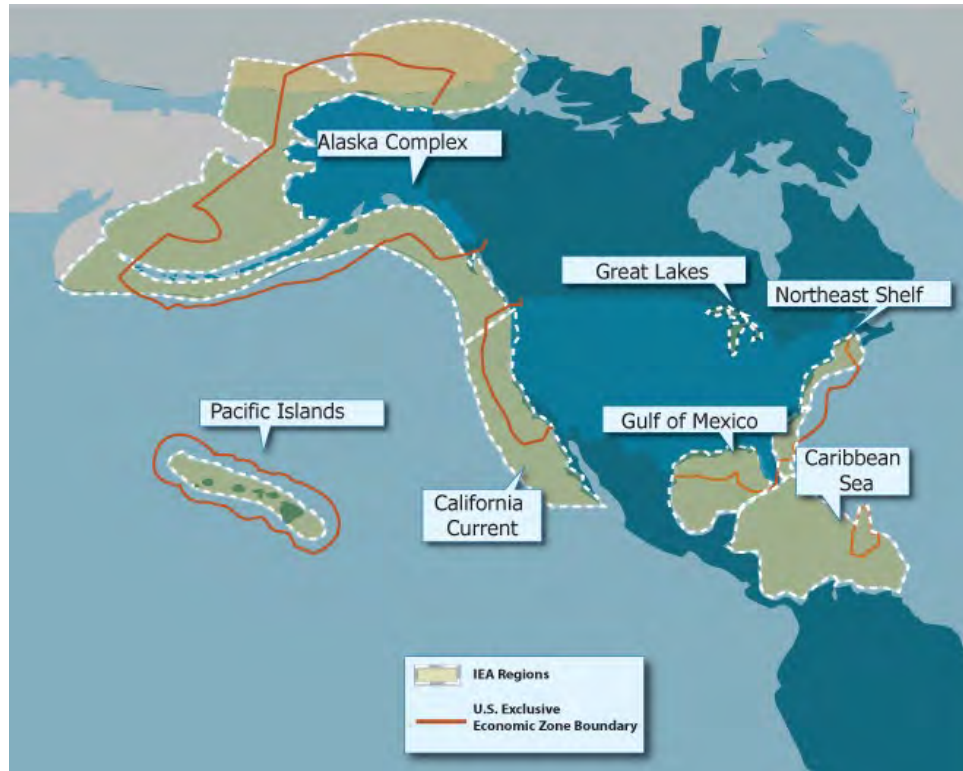 Alaska Complex
Great Lakes
Northeast Shelf
Pacific Islands
Gulf of Mexico
Caribbean
Sea
California
Current
IEA Regions
U.S. Exclusive
Economic Zone Boundary